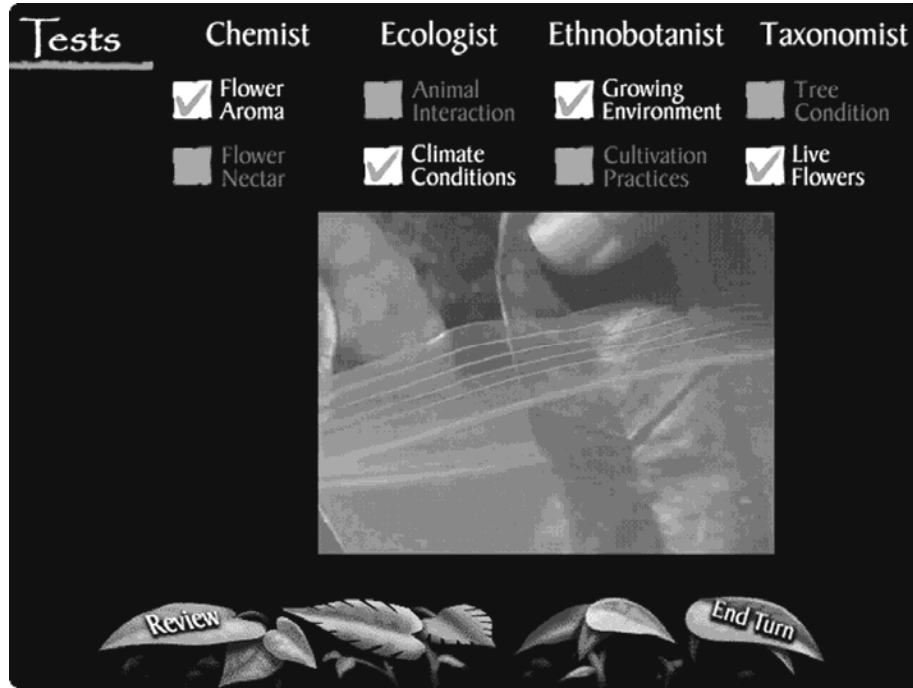 Tests
Chemist Ecologist Ethnobotanist Taxonomist
Flower
Aroma
Animal
Interaction
Growing
Environment
Tree
Condition
Flower
Nectar
Climate
Conditions
Cultivation
Practices
Live
Flowers
Review
End Turn